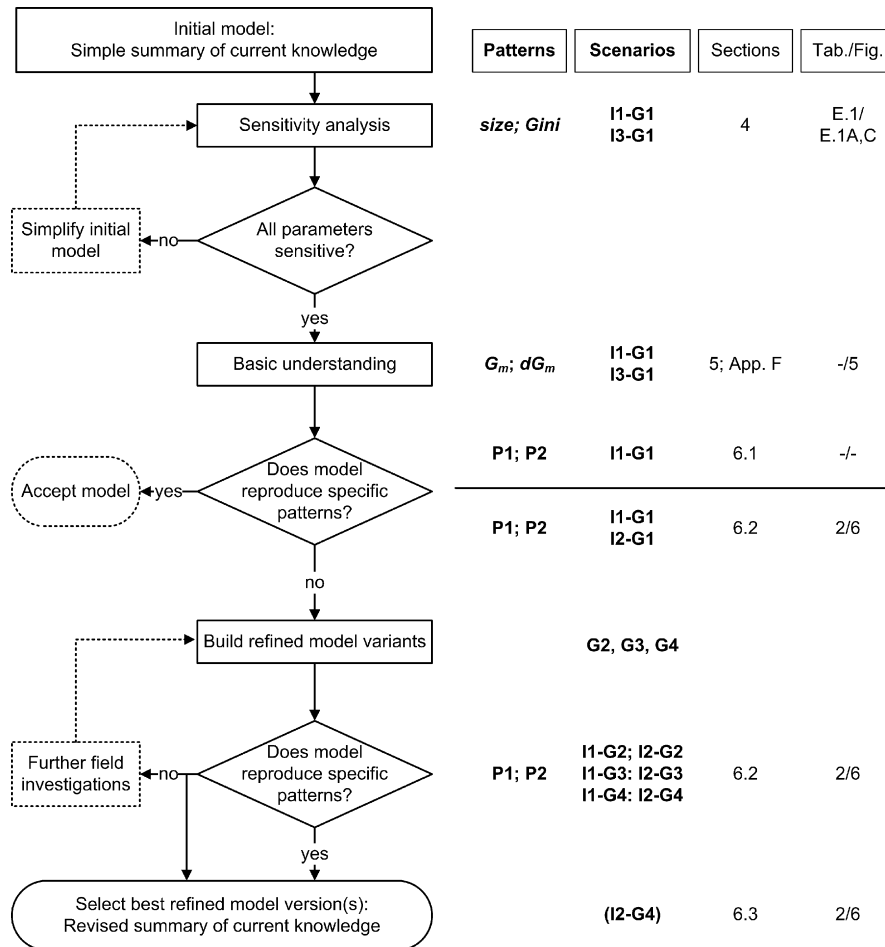 Initial model:
Simple summary of current knowledge
Patterns
Scenarios
Sections
Tab./Fig.
Sensitivity analysis
size; Gini
I1-G1
I3-G1
4
E.1/
E.1A,C
Simplify initial
model
no
All parameters
sensitive?
yes
Basic understanding
Gm; dGm
I1-G1
I3-G1
5; App. F
-/5
Accept model
yes
Does model
reproduce specific
patterns?
P1; P2
I1-G1
6.1
-/-
P1; P2
I1-G1
I2-G1
6.2
2/6
no
Build refined model variants
G2, G3, G4
Further field
investigations
no
Does model
reproduce specific
patterns?
P1; P2
I1-G2; I2-G2
I1-G3: I2-G3
I1-G4: I2-G4
6.2
2/6
yes
Select best refined model version(s):
Revised summary of current knowledge
(I2-G4)
6.3
2/6